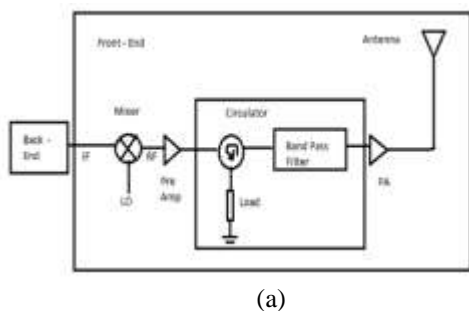 Front - End
Antenna
Mixer
Circulator
Back -
End
IF
RF
Band Pass
Filter
LO
Pre
Amp
Load
PA
(a)